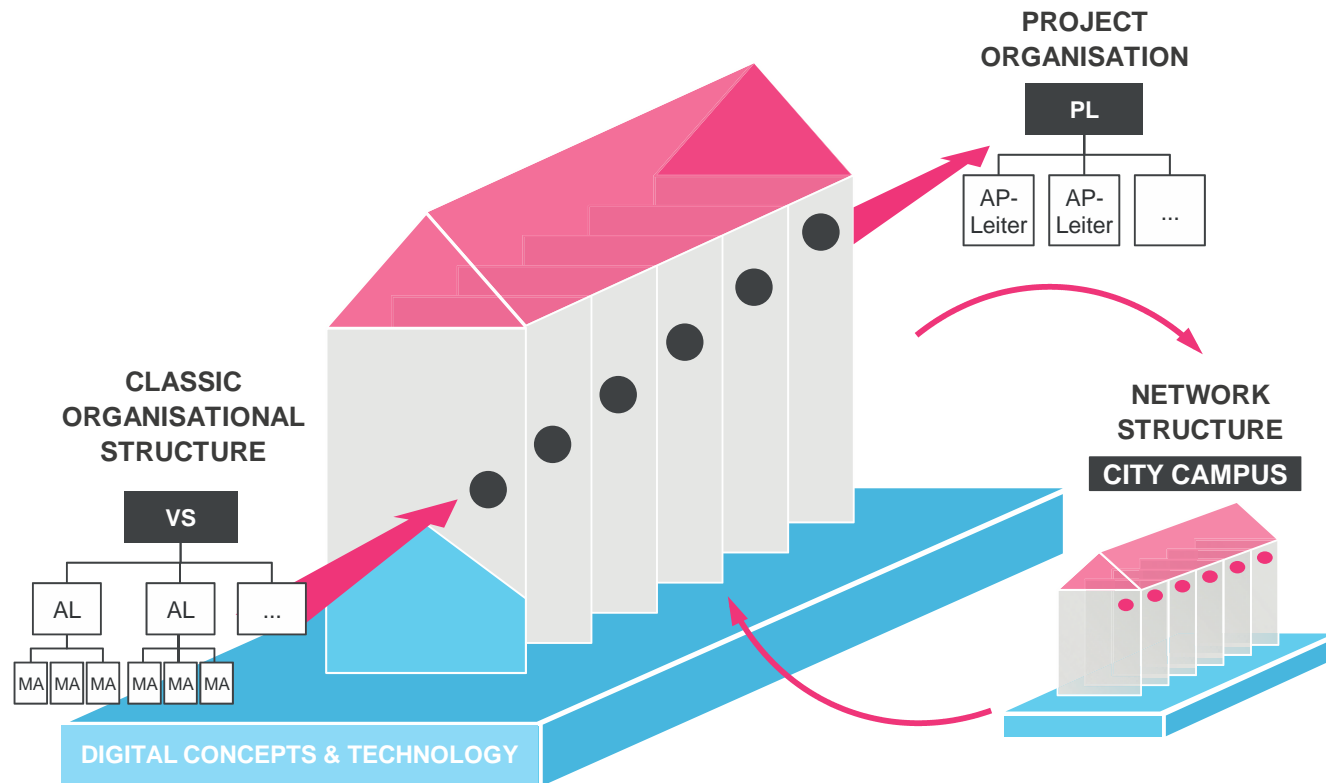 PROJECT
ORGANISATION
PL
AP-
Leiter
AP-
Leiter
...
CLASSIC
ORGANISATIONAL
STRUCTURE
VS
AL
AL
...
MA
MA
MA
MA
MA
MA
NETWORK
STRUCTURE
CITY CAMPUS
DIGITAL CONCEPTS & TECHNOLOGY